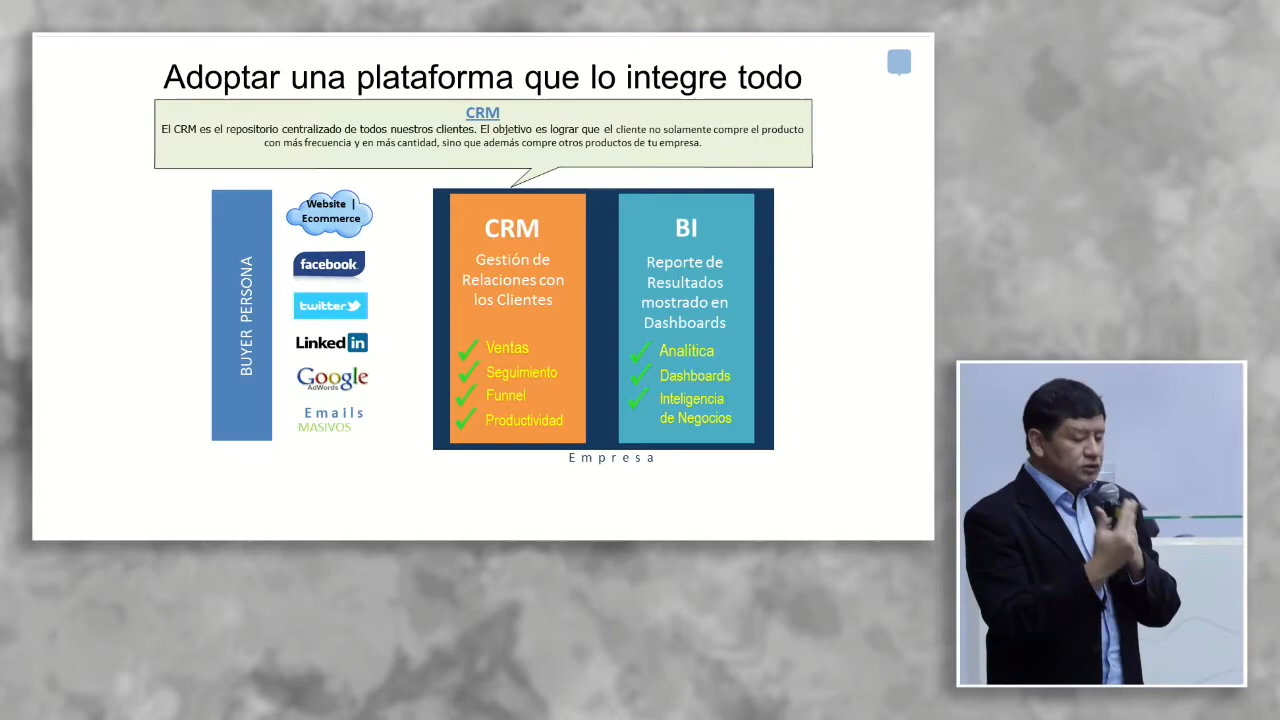 Adoptar una plataforma que lo integre todo
CRM
El CRM es el repositorio centralizado de todos nuestros clientes. El objetivo es lograr que el cliente no solamente compre el producto
con más frecuencia y en más cantidad, sino que además compre otros productos de tu empresa.
BUYER PERSONA
Website |
Ecommerce
facebook
twitter
Linked in
Google
AdWords
Emails
MASIVOS
CRM
Gestión de
Relaciones con
los Clientes
Ventas
Seguimiento
Funnel
Productividad
BI
Reporte de
Resultados
mostrado en
Dashboards
Analítica
Dashboards
Inteligencia
de Negocios
Empresa